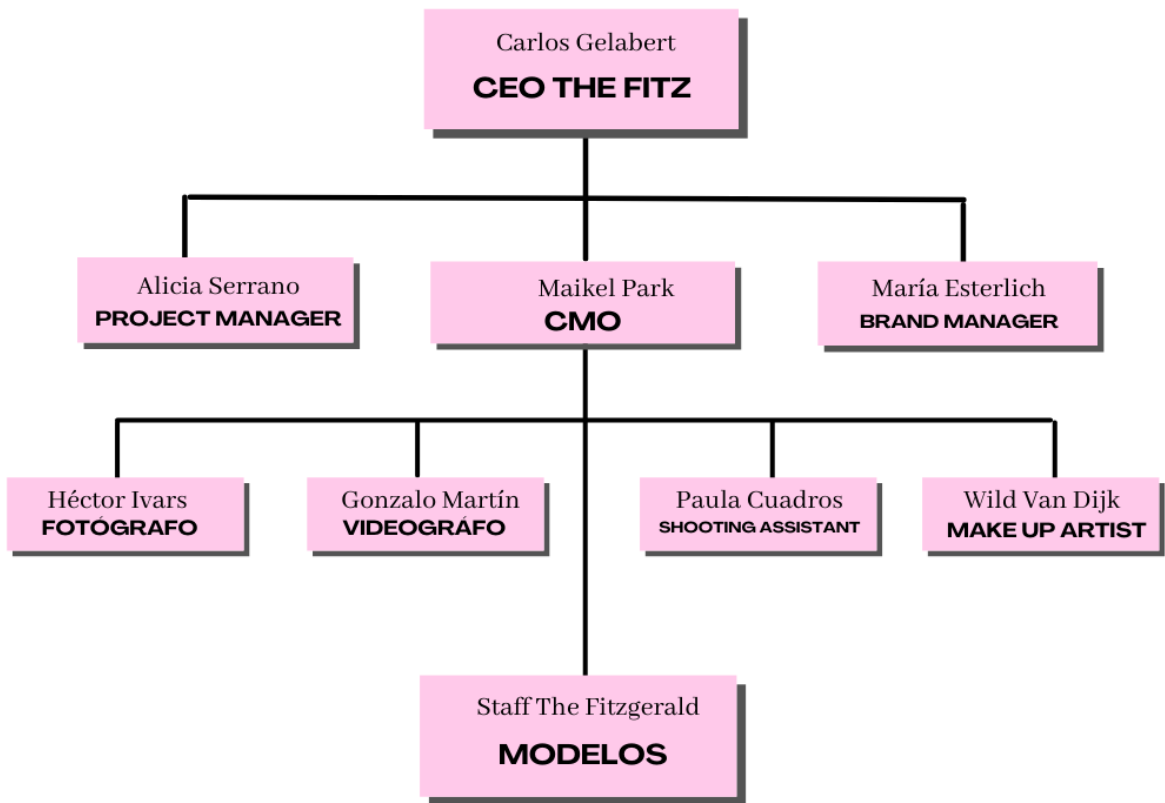 Carlos Gelabert
CEO THE FITZ
Alicia Serrano
PROJECT MANAGER
Maikel Park
CMO
María Esterlich
BRAND MANAGER
Héctor Ivars
FOTÓGRAFO
Gonzalo Martín
VIDEOGRÁFO
Paula Cuadros
SHOOTING ASSISTANT
Wild Van Dijk
MAKE UP ARTIST
Staff The Fitzgerald
MODELOS